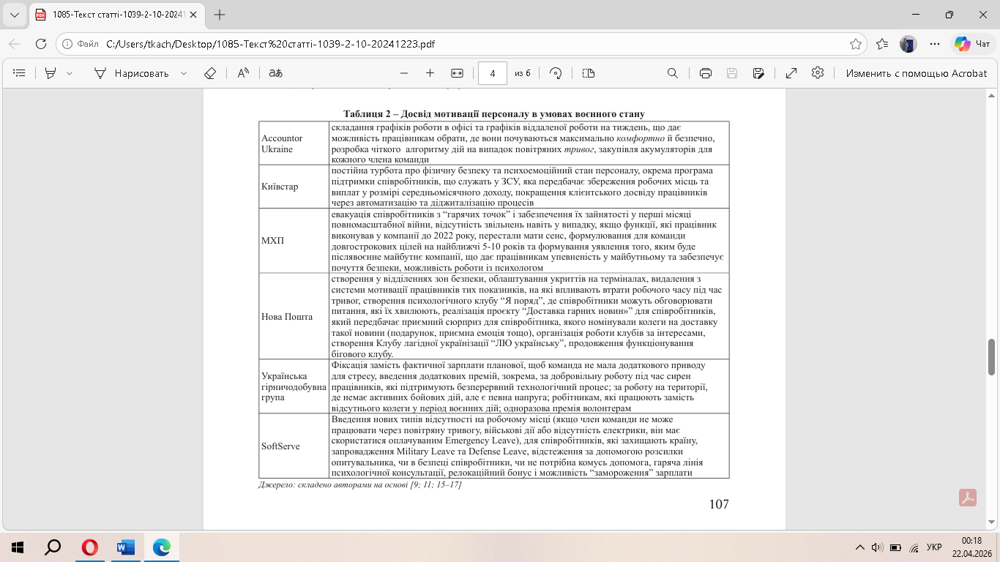 1085-Текст статті-1039-2-10-20241
Файл
C:/Users/tkach/Desktop/1085-Текст%20статті-1039-2-10-20241223.pdf
Чат
Нарисовать
4
из 6
Изменить с помощью Acrobat
Таблиця 2 – Досвід мотивації персоналу в умовах воєнного стану
Accountor
Ukraine
складання графіків роботи в офісі та графіків віддаленої роботи на тиждень, що дає
можливість працівникам обрати, де вони почуваються максимально комфортно й безпечно,
розробка чіткого алгоритму дій на випадок повітряних тривог, закупівля акумуляторів для
кожного члена команди
Київстар
постійна турбота про фізичну безпеку та психоемоційний стан персоналу, окрема програма
підтримки співробітників, що служать у ЗСУ, яка передбачає збереження робочих місць та
виплат у розмірі середньомісячного доходу, покращення клієнтського досвіду працівників
через автоматизацію та діджиталізацію процесів
МХП
евакуація співробітників з “гарячих точок” і забезпечення їх зайнятості у перші місяці
повномасштабної війни, відсутність звільнень навіть у випадку, якщо функції, які працівник
виконував у компанії до 2022 року, перестали мати сенс, формулювання для команди
довгострокових цілей на найближчі 5-10 років та формування уявлення того, яким буде
післявоєнне майбутнє компанії, що дає працівникам упевненість у майбутньому та забезпечує
почуття безпеки, можливість роботи із психологом
Нова Пошта
створення у відділеннях зон безпеки, облаштування укриттів на терміналах, видалення з
системи мотивації працівників тих показників, на які впливають втрати робочого часу під час
тривог, створення психологічного клубу “Я поряд”, де співробітники можуть обговорювати
питання, які їх хвилюють, реалізація проєкту “Доставка гарних новин»” для співробітників,
який передбачає приємний сюрприз для співробітника, якого номінували колеги на доставку
такої новини (подарунок, приємна емоція тощо), організація роботи клубів за інтересами,
створення Клубу лагідної українізації “ЛЮ українську”, продовження функціонування
бігового клубу.
Українська
гірничодобувна
група
Фіксація замість фактичної зарплати планової, щоб команда не мала додаткового приводу
для стресу, введення додаткових премій, зокрема, за добровільну роботу під час сирен
працівників, які підтримують безперервний технологічний процес; за роботу на території,
де немає активних бойових дій, але є певна напруга; робітникам, які працюють замість
відсутнього колеги у період воєнних дій; одноразова премія волонтерам
SoftServe
Введення нових типів відсутності на робочому місці (якщо член команди не може
працювати через повітряну тривогу, військові дії або відсутність електрики, він має
скористатися оплачуваним Emergency Leave), для співробітників, які захищають країну,
запровадження Military Leave та Defense Leave, відстеження за допомогою розсилки
опитувальника, чи в безпеці співробітники, чи не потрібна комусь допомога, гаряча лінія
психологічної консультації, релокаційний бонус і можливість “замороження” зарплати
Джерело: складено авторами на основі [9; 11; 15–17]
107
УКР
00:18
22.04.2026